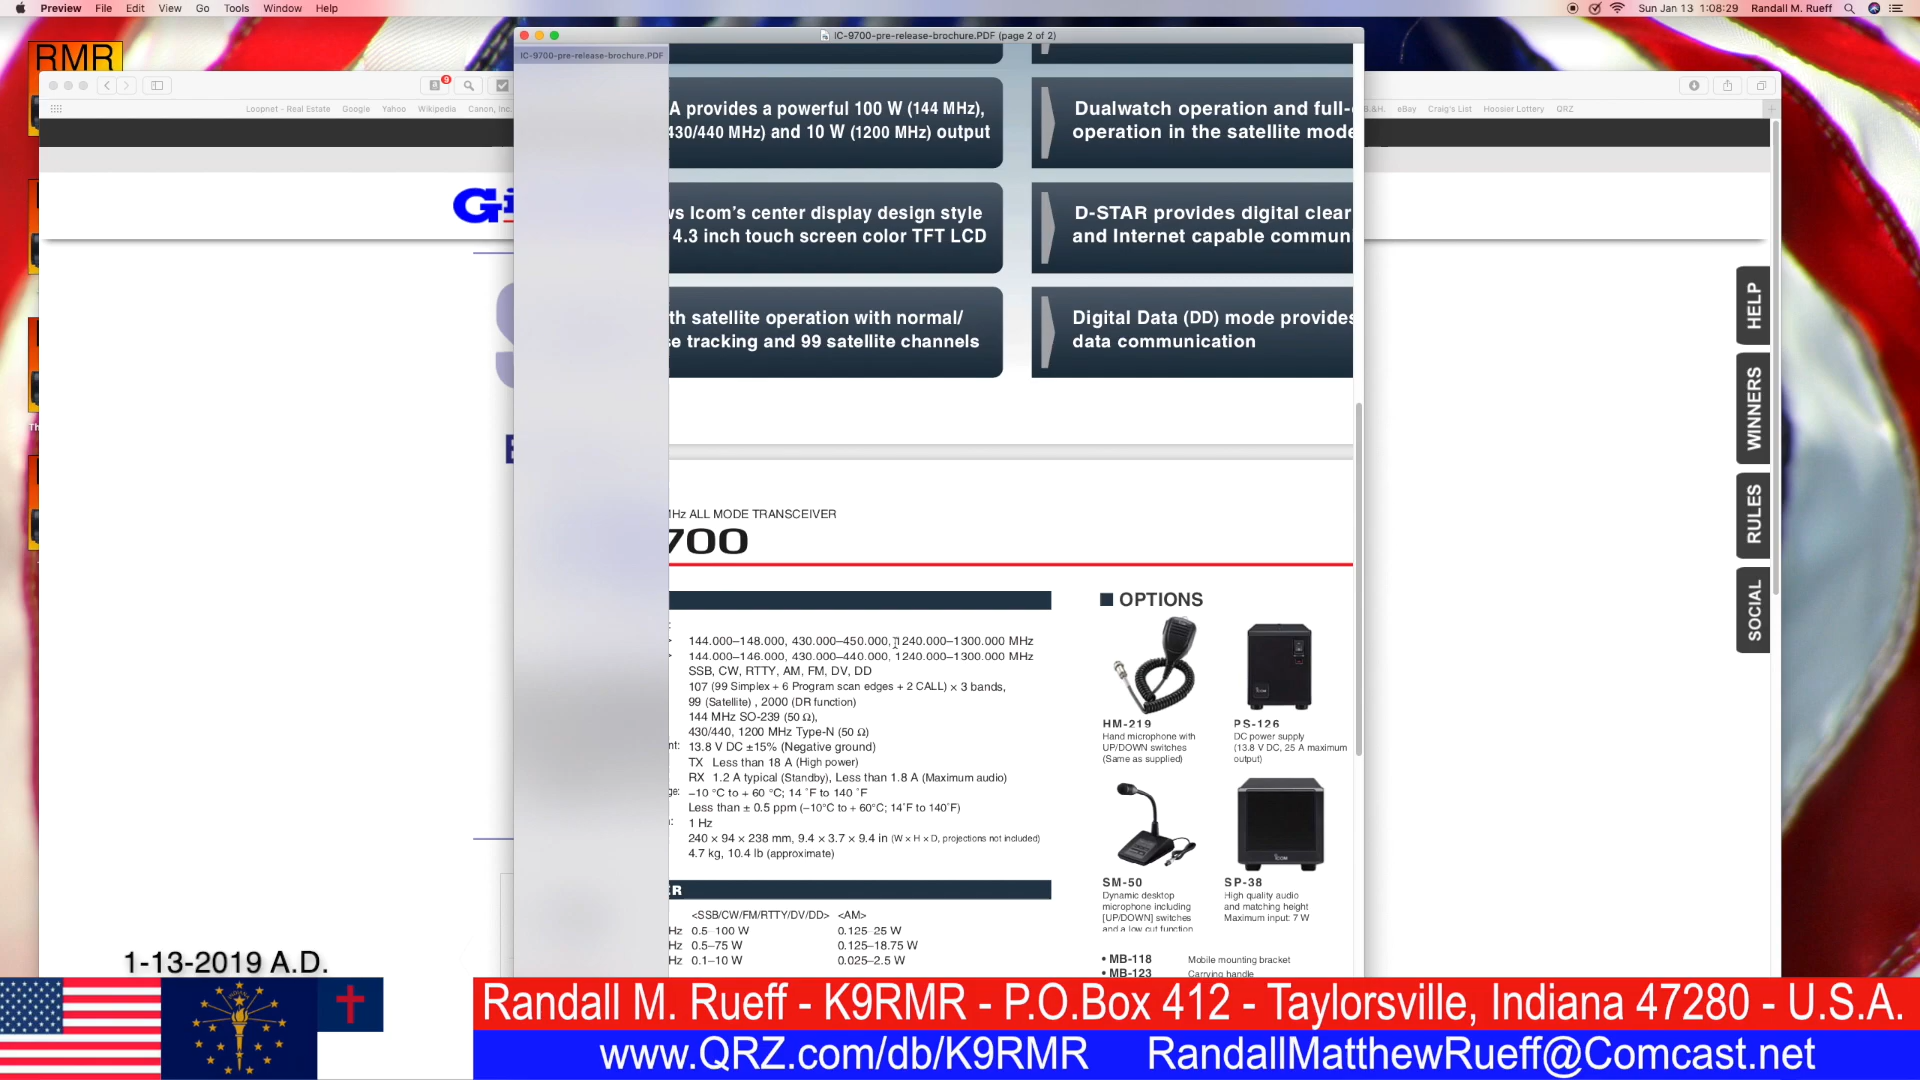 Preview File Edit View Go Tools Window Help
Sun Jan 13 1:08:29 Randall M. Rueff
RMR
IC-9700-pre-release-brochure.PDF (page 2 of 2)
IC-9700-pre-release-brochure.PDF
9
Loopnet - Real Estate Google Yahoo Wikipedia Canon, Inc.
B.&H. eBay Craig's List Hoosier Lottery QRZ
A provides a powerful 100 W (144 MHz),
430/440 MHz) and 10 W (1200 MHz) output
Dualwatch operation and full-
operation in the satellite mode
vs Icom's center display design style
4.3 inch touch screen color TFT LCD
D-STAR provides digital clear
and Internet capable communi
th satellite operation with normal/
e tracking and 99 satellite channels
Digital Data (DD) mode provides
data communication
HELP
WINNERS
RULES
SOCIAL
Th
MHz ALL MODE TRANSCEIVER
700
144.000–148.000, 430.000–450.000, 1240.000–1300.000 MHz
144.000–146.000, 430.000–440.000, 1240.000–1300.000 MHz
SSB, CW, RTTY, AM, FM, DV, DD
107 (99 Simplex + 6 Program scan edges + 2 CALL) × 3 bands,
99 (Satellite) , 2000 (DR function)
144 MHz SO-239 (50 Ω),
430/440, 1200 MHz Type-N (50 Ω)
nt: 13.8 V DC ±15% (Negative ground)
TX Less than 18 A (High power)
RX 1.2 A typical (Standby), Less than 1.8 A (Maximum audio)
ge: –10 °C to + 60 °C; 14 ˚F to 140 ˚F
Less than ± 0.5 ppm (–10°C to + 60°C; 14˚F to 140˚F)
: 1 Hz
240 × 94 × 238 mm, 9.4 × 3.7 × 9.4 in (W × H × D, projections not included)
4.7 kg, 10.4 lb (approximate)
ER
<SSB/CW/FM/RTTY/DV/DD> <AM>
Hz 0.5–100 W 0.125–25 W
Hz 0.5–75 W 0.125–18.75 W
Hz 0.1–10 W 0.025–2.5 W
OPTIONS
HM-219
Hand microphone with
UP/DOWN switches
(Same as supplied)
PS-126
DC power supply
(13.8 V DC, 25 A maximum
output)
SM-50
Dynamic desktop
microphone including
[UP/DOWN] switches
and a low cut function
SP-38
High quality audio
and matching height
Maximum input: 7 W
• MB-118 Mobile mounting bracket
• MB-123 Carrying handle
1-13-2019 A.D.
Randall M. Rueff - K9RMR - P.O.Box 412 - Taylorsville, Indiana 47280 - U.S.A.
www.QRZ.com/db/K9RMR RandallMatthewRueff@Comcast.net